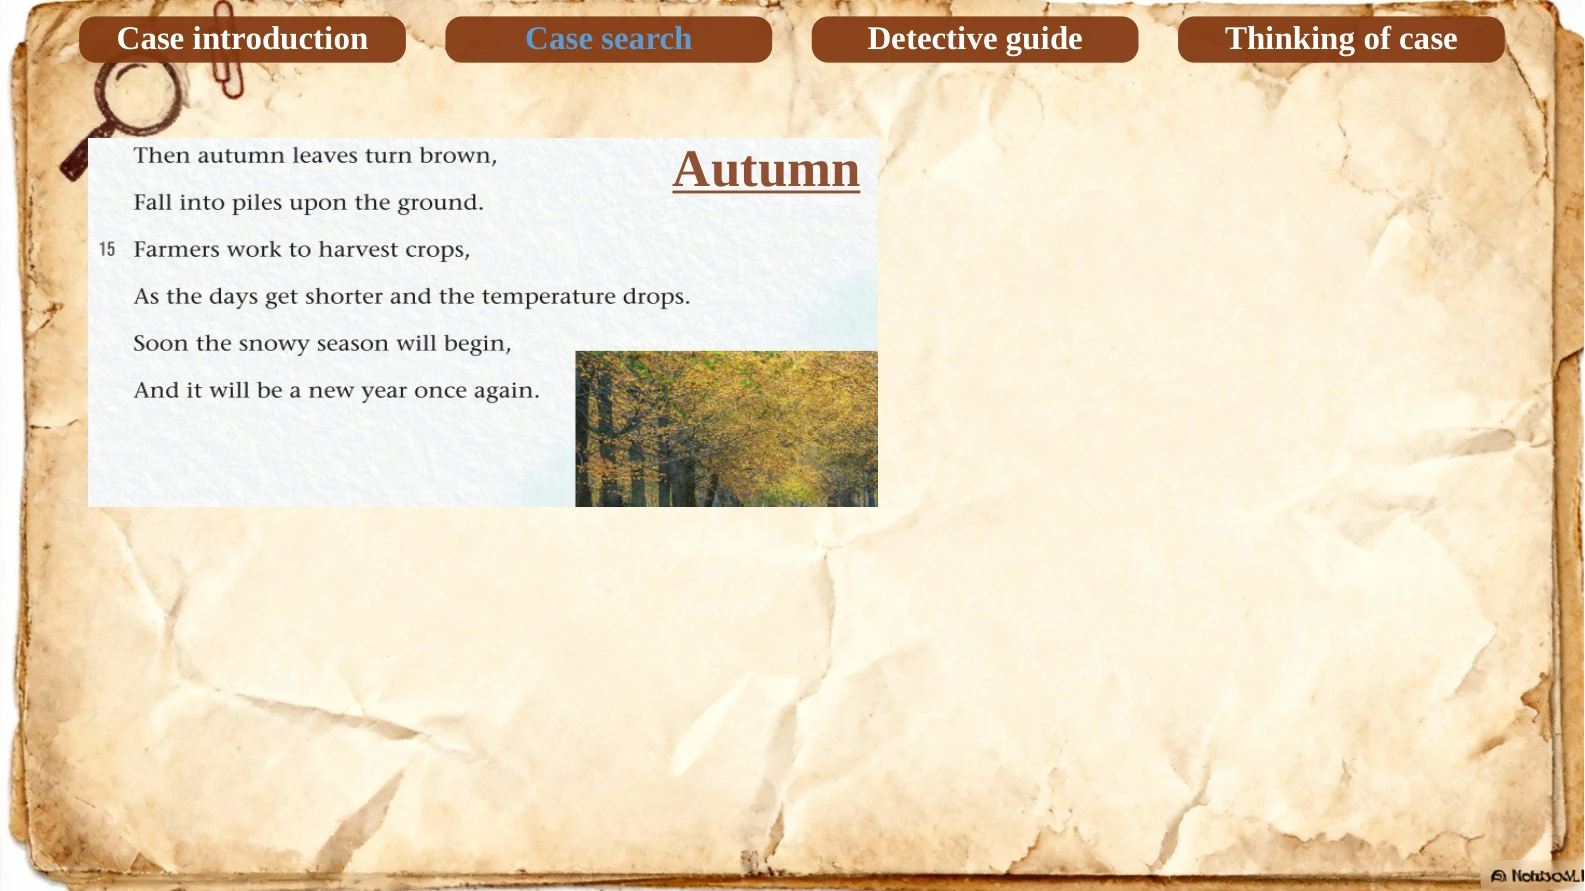 Case introduction
Case search
Detective guide
Thinking of case
Autumn
Then autumn leaves turn brown,
Fall into piles upon the ground.
15 Farmers work to harvest crops,
As the days get shorter and the temperature drops.
Soon the snowy season will begin,
And it will be a new year once again.